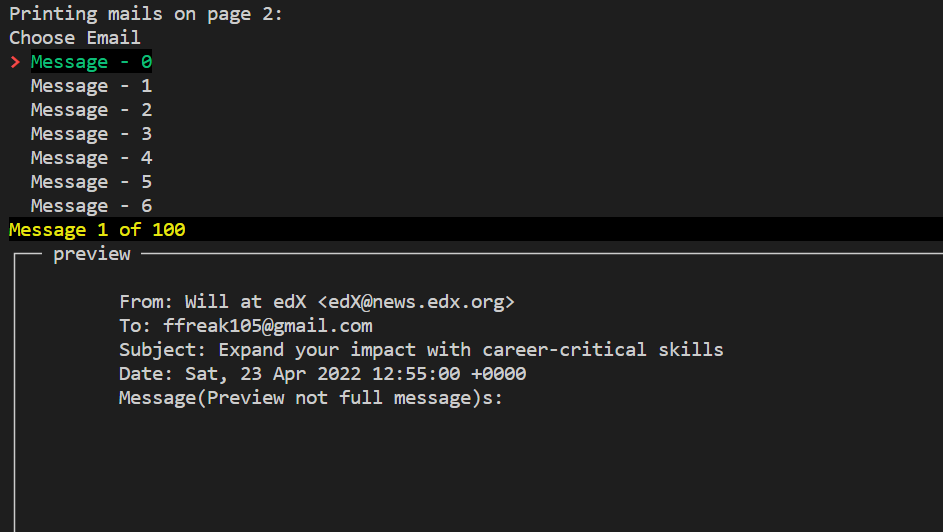 Printing mails on page 2:
Choose Email
> Message - 0
Message - 1
Message - 2
Message - 3
Message - 4
Message - 5
Message - 6
Message 1 of 100
preview
From: Will at edX <edX@news.edx.org>
To: ffreak105@gmail.com
Subject: Expand your impact with career-critical skills
Date: Sat, 23 Apr 2022 12:55:00 +0000
Message(Preview not full message)s: